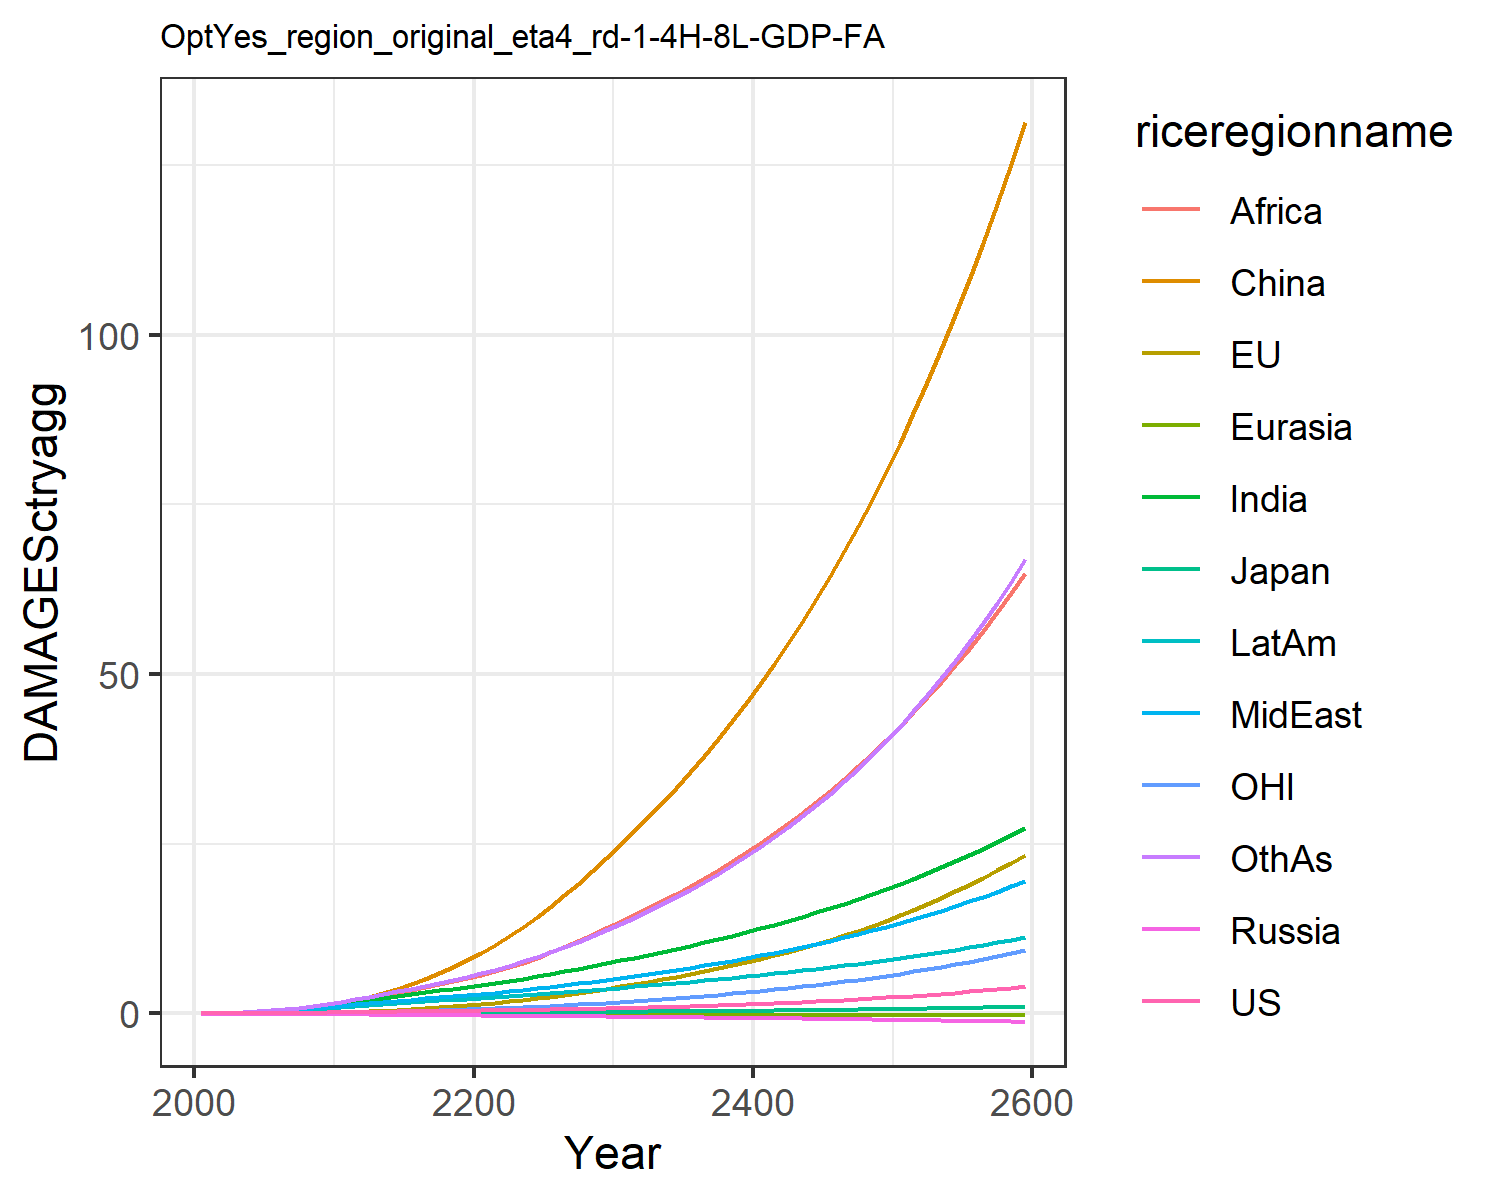 OptYes_region_original_eta4_rd-1-4H-8L-GDP-FA
DAMAGESctryagg
100
50
0
2000 2200 2400 2600
Year
riceregionname
Africa
China
EU
Eurasia
India
Japan
LatAm
MidEast
OHI
OthAs
Russia
US